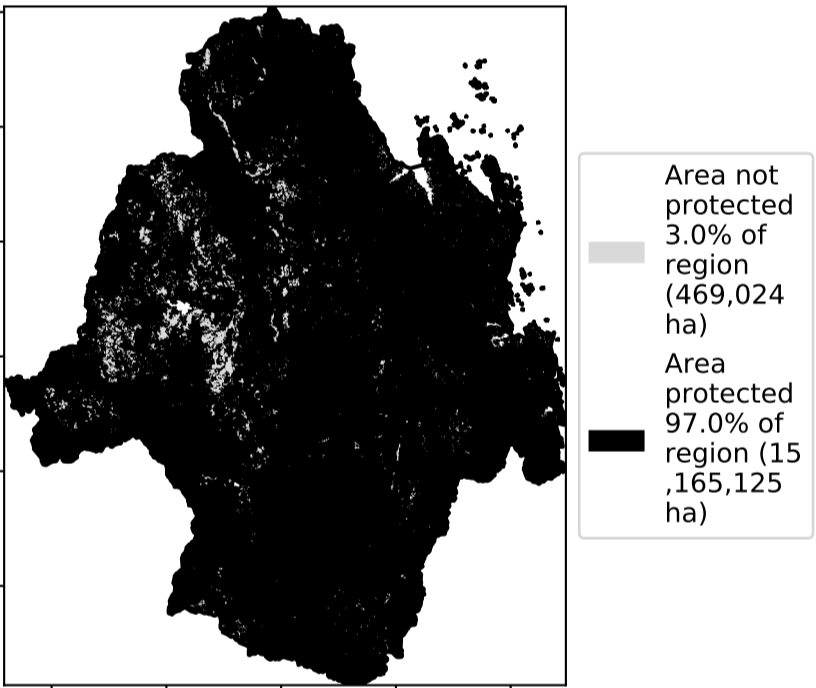 Area not
protected
3.0% of
region
(469,024
ha)
Area
protected
97.0% of
region (15
,165,125
ha)